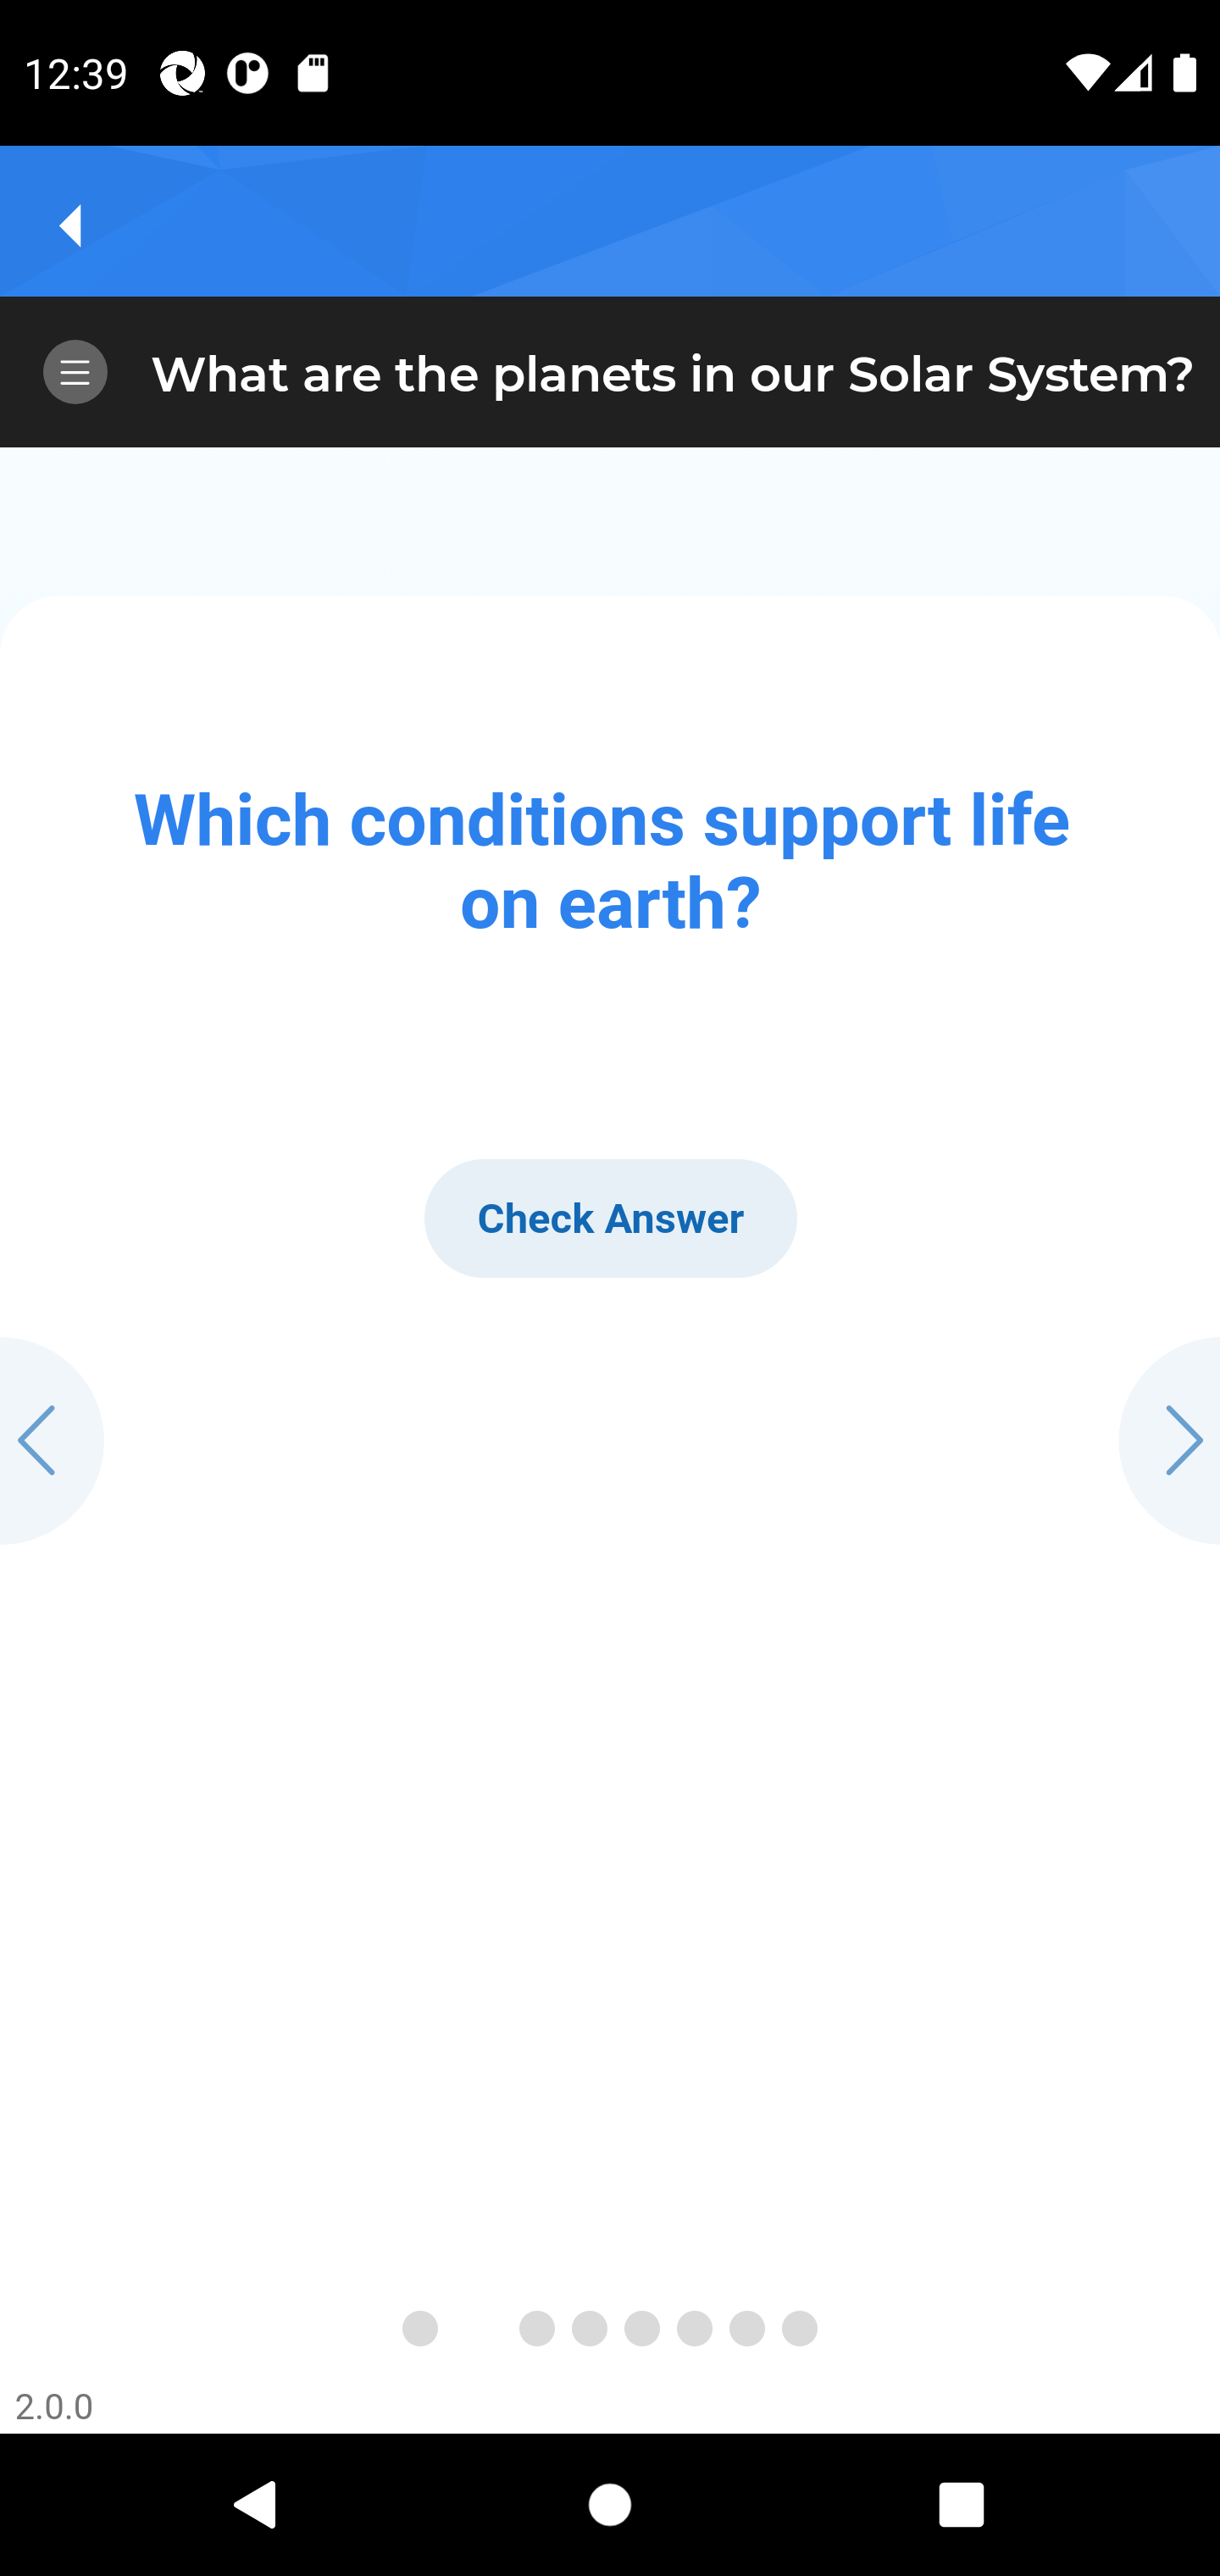 12:39
What are the planets in our Solar System?
Which conditions support life
on earth?
Check Answer
2.0.0